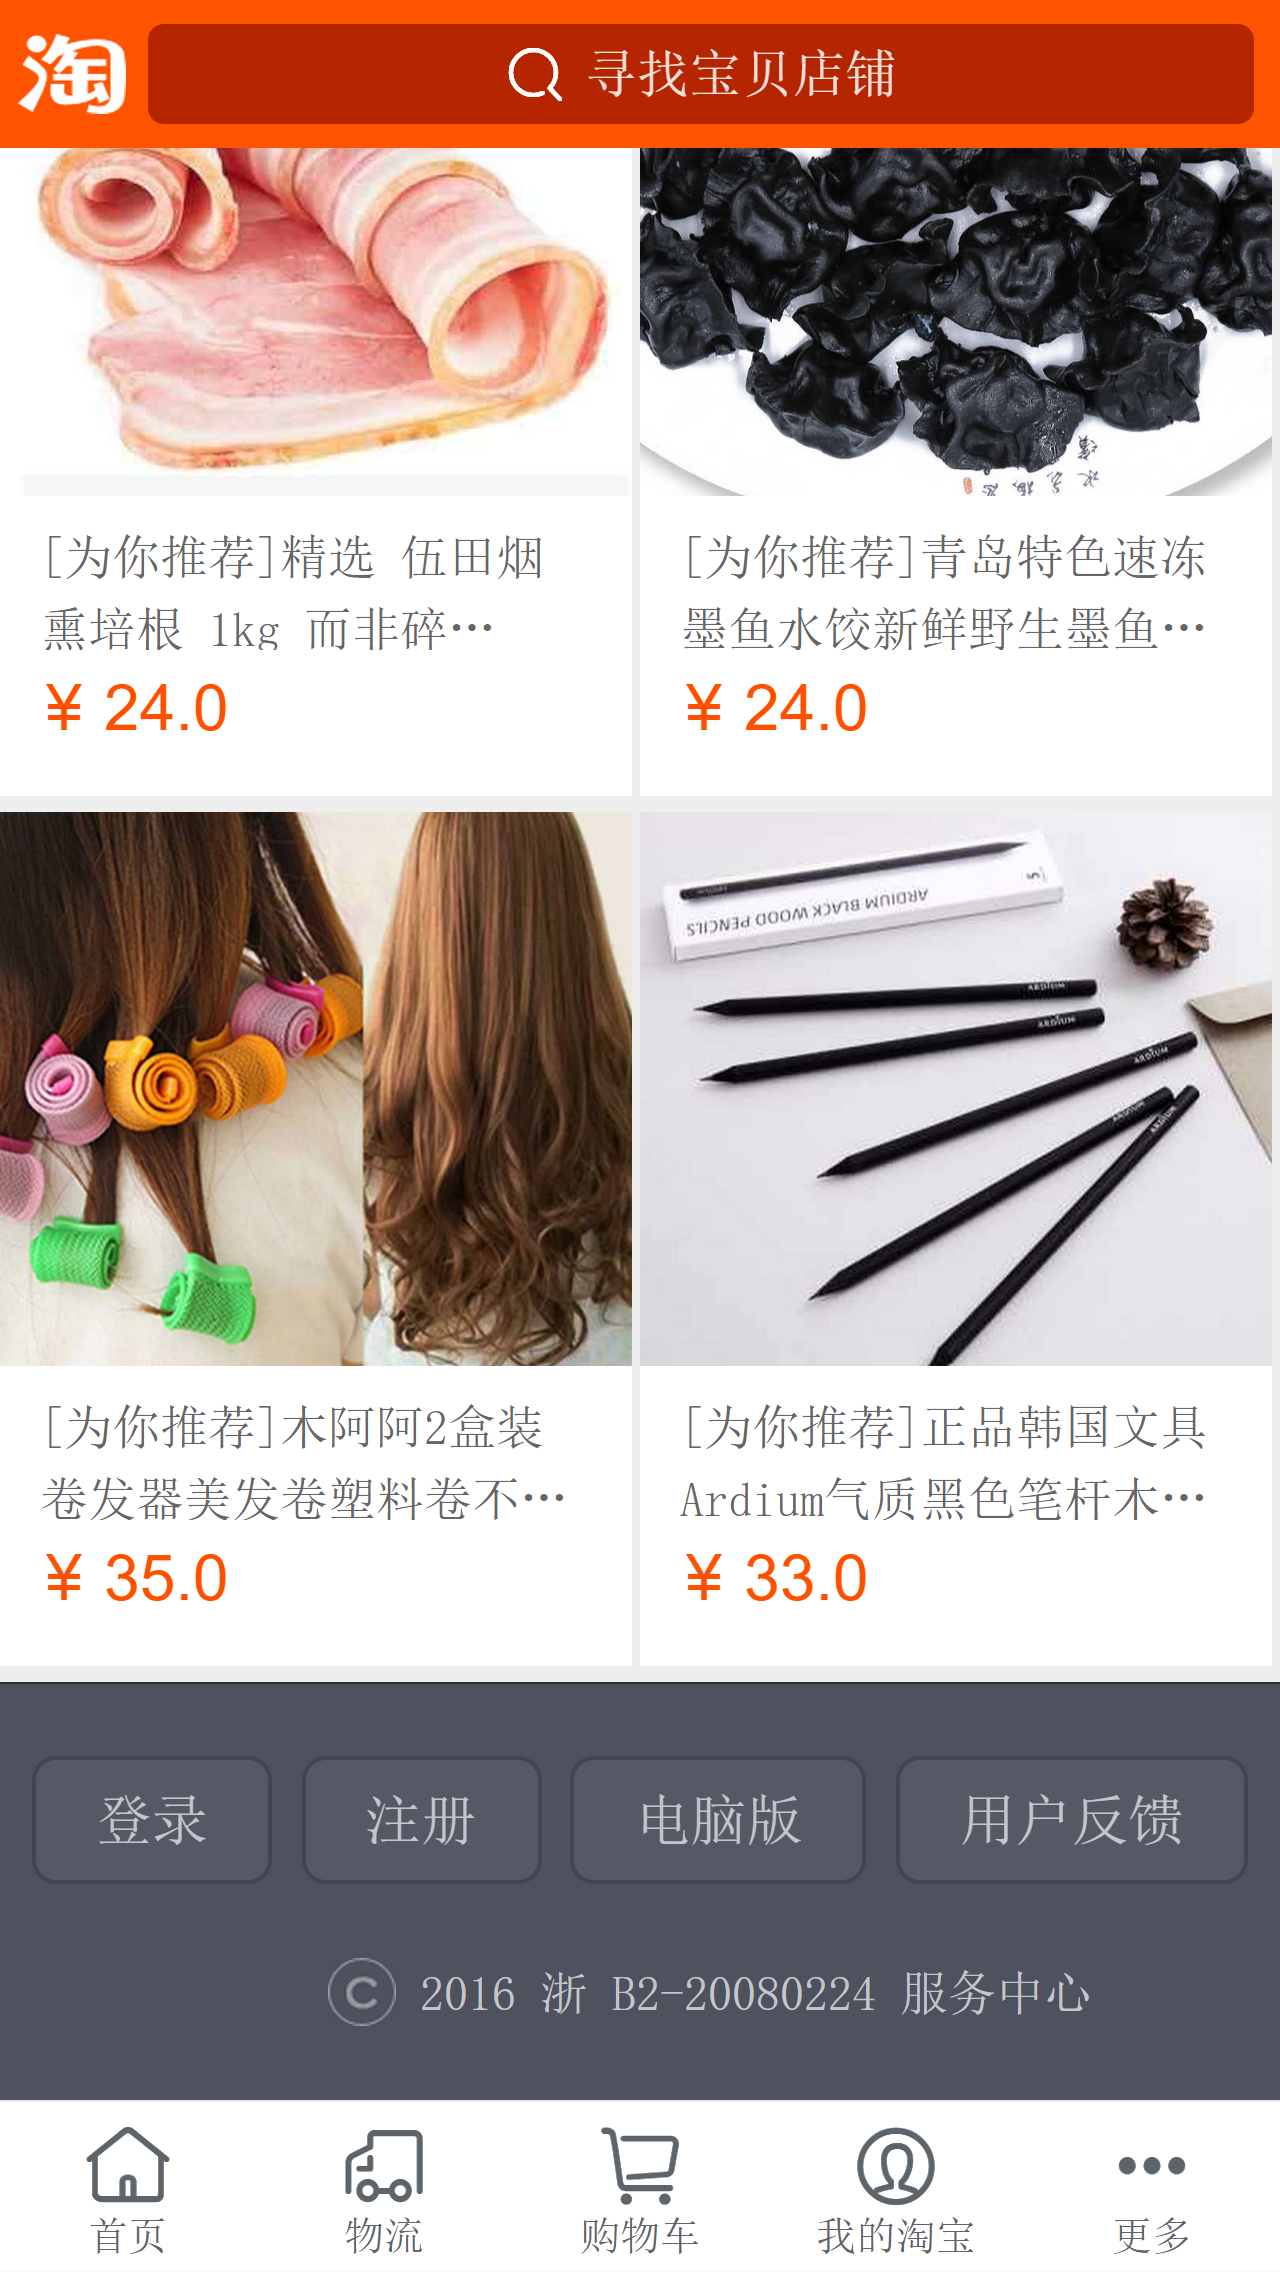 淘
寻找宝贝店铺
[为你推荐]精选 伍田烟
熏培根 1kg 而非碎…
¥ 24.0
[为你推荐]青岛特色速冻
墨鱼水饺新鲜野生墨鱼…
¥ 24.0
ARDIUM BLACK WOOD PENCILS
5
ARDIUM
ARDIUM
ARDIUM
ARDIUM
ARDIUM
[为你推荐]木阿阿2盒装
卷发器美发卷塑料卷不…
¥ 35.0
[为你推荐]正品韩国文具
Ardium气质黑色笔杆木…
¥ 33.0
登录
注册
电脑版
用户反馈
© 2016 浙 B2-20080224 服务中心
首页
物流
购物车
我的淘宝
更多